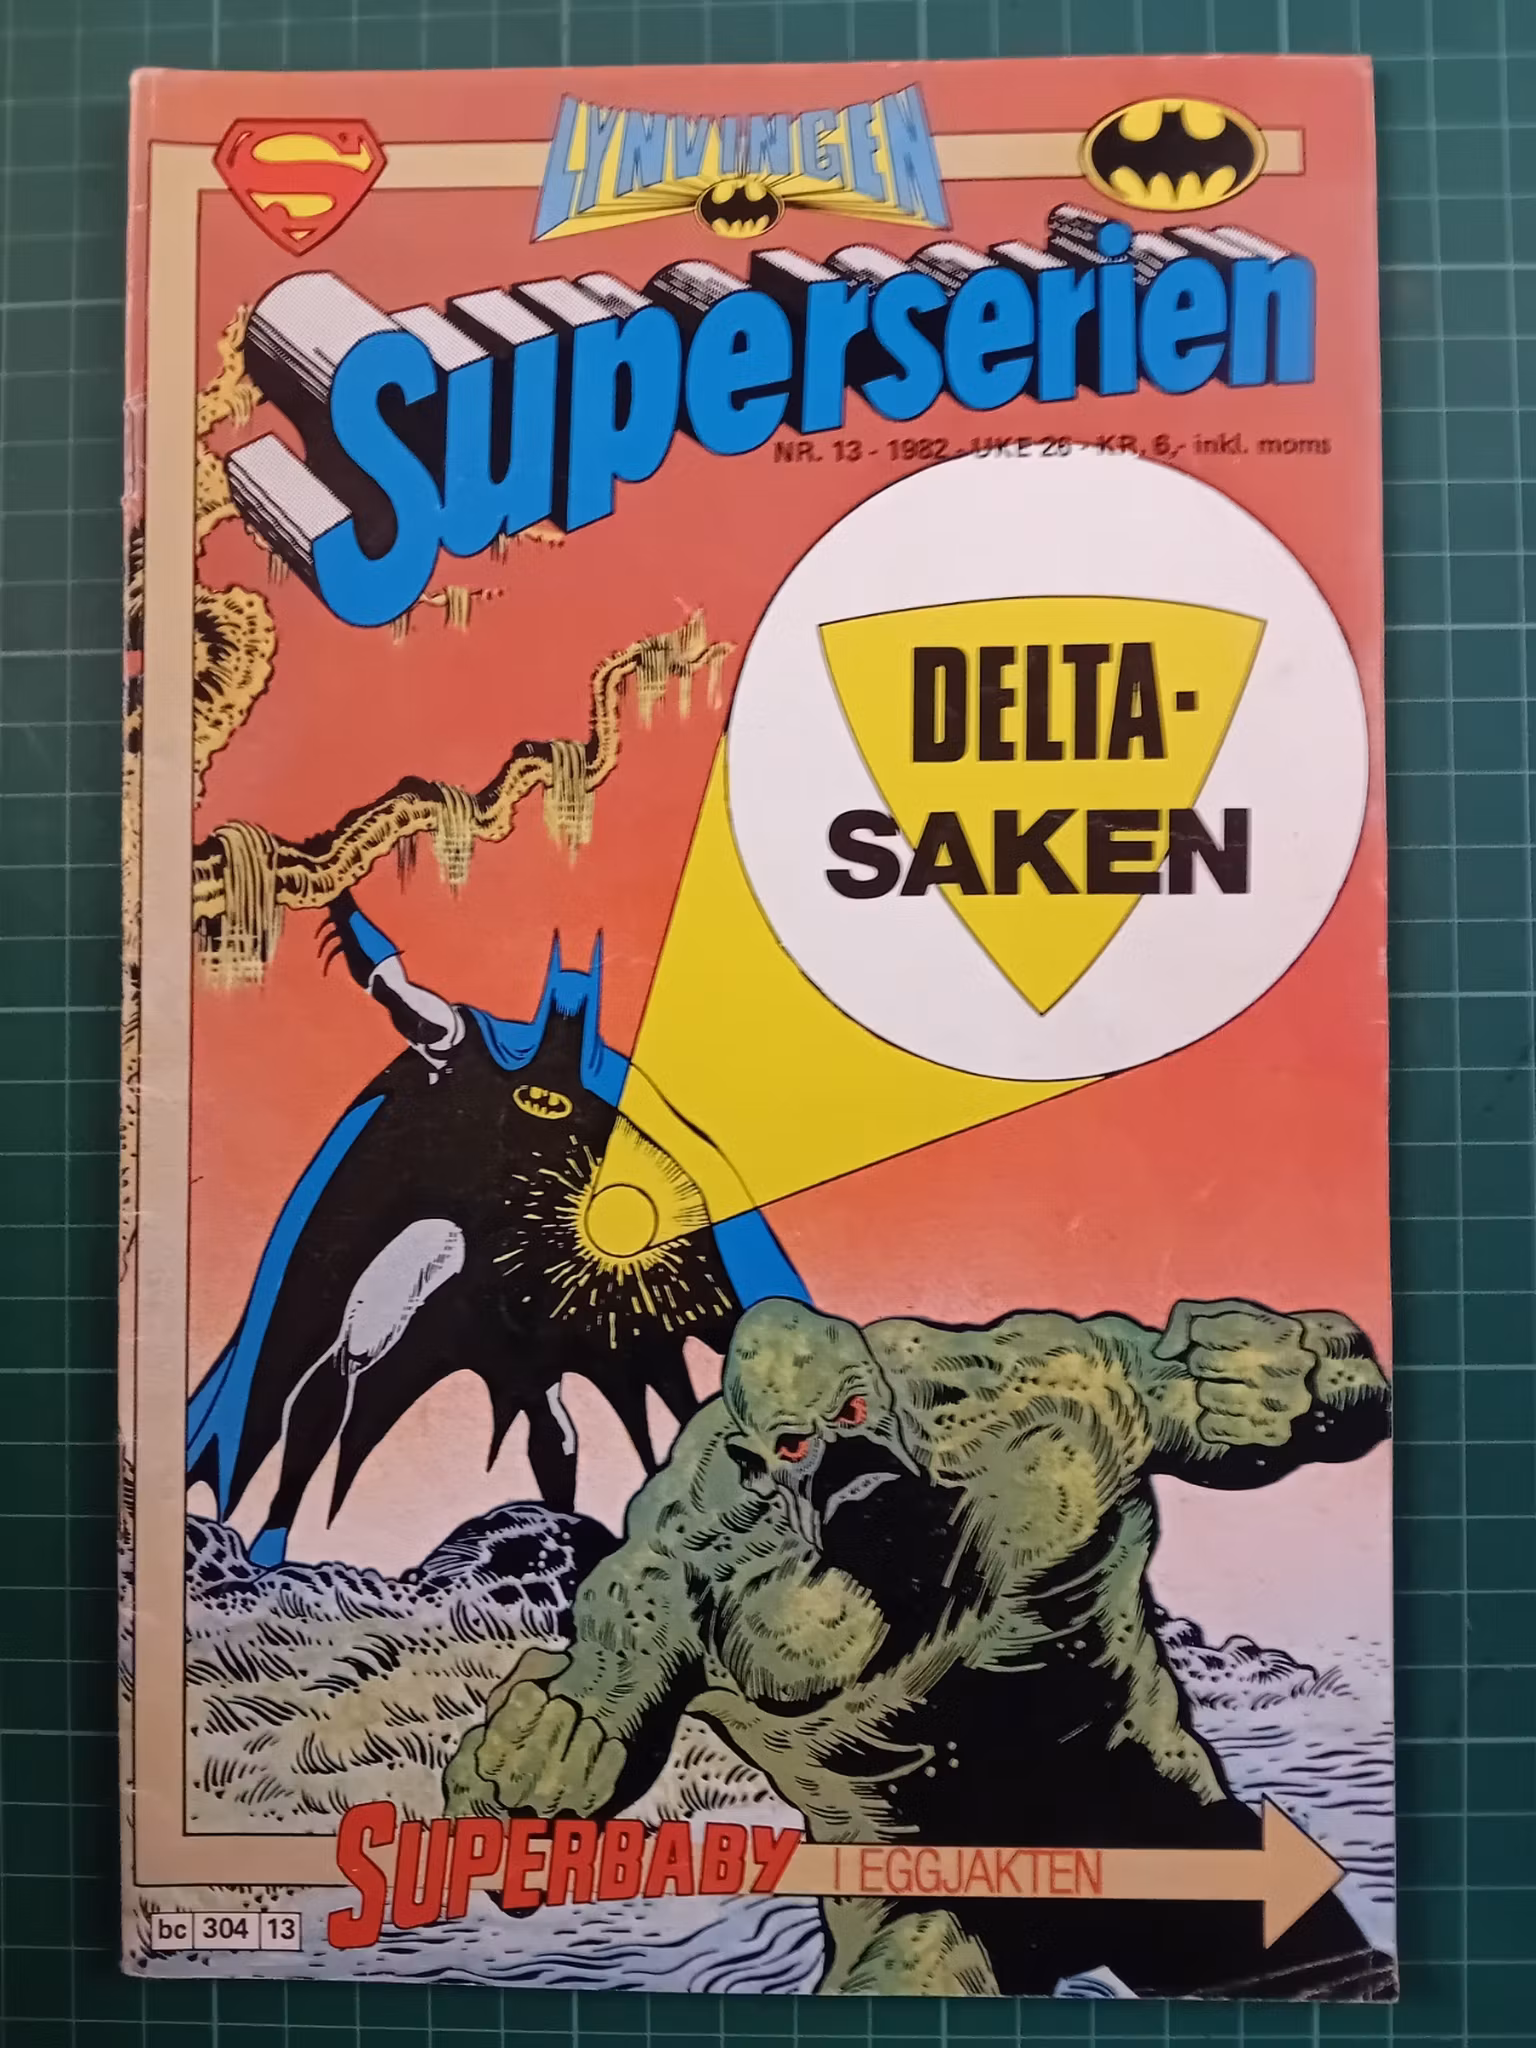 LYNVINGEN
Superserien
NR. 13 - 1982 - UKE 26 - KR. 6,- inkl. moms
DELTA-
SAKEN
SUPERBABY I EGGJAKTEN
bc 304 13